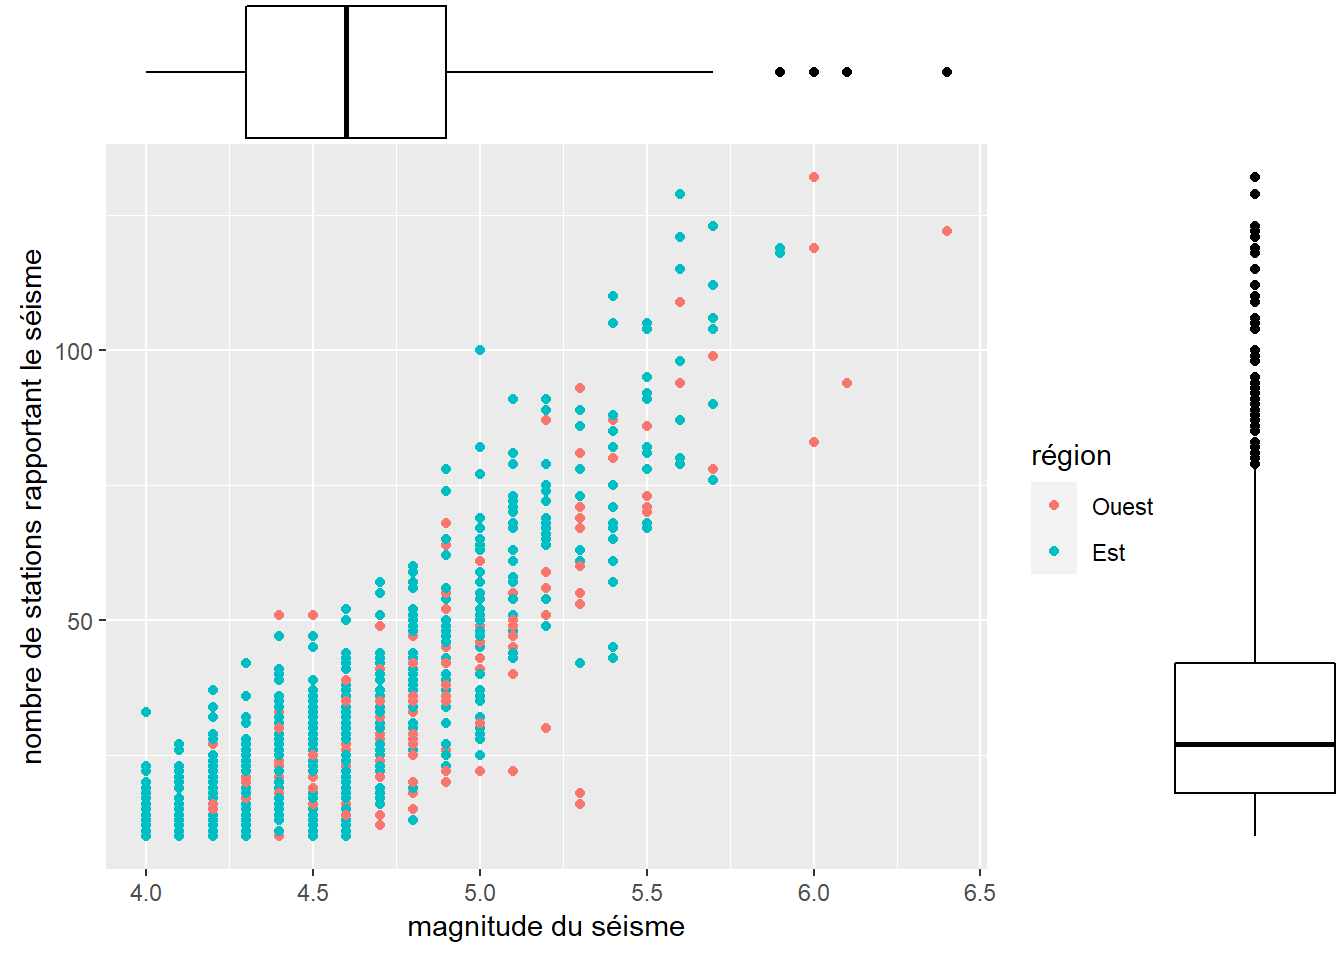 100
50
nombre de stations rapportant le séisme
4.0 4.5 5.0 5.5 6.0 6.5
magnitude du séisme
région
Ouest
Est